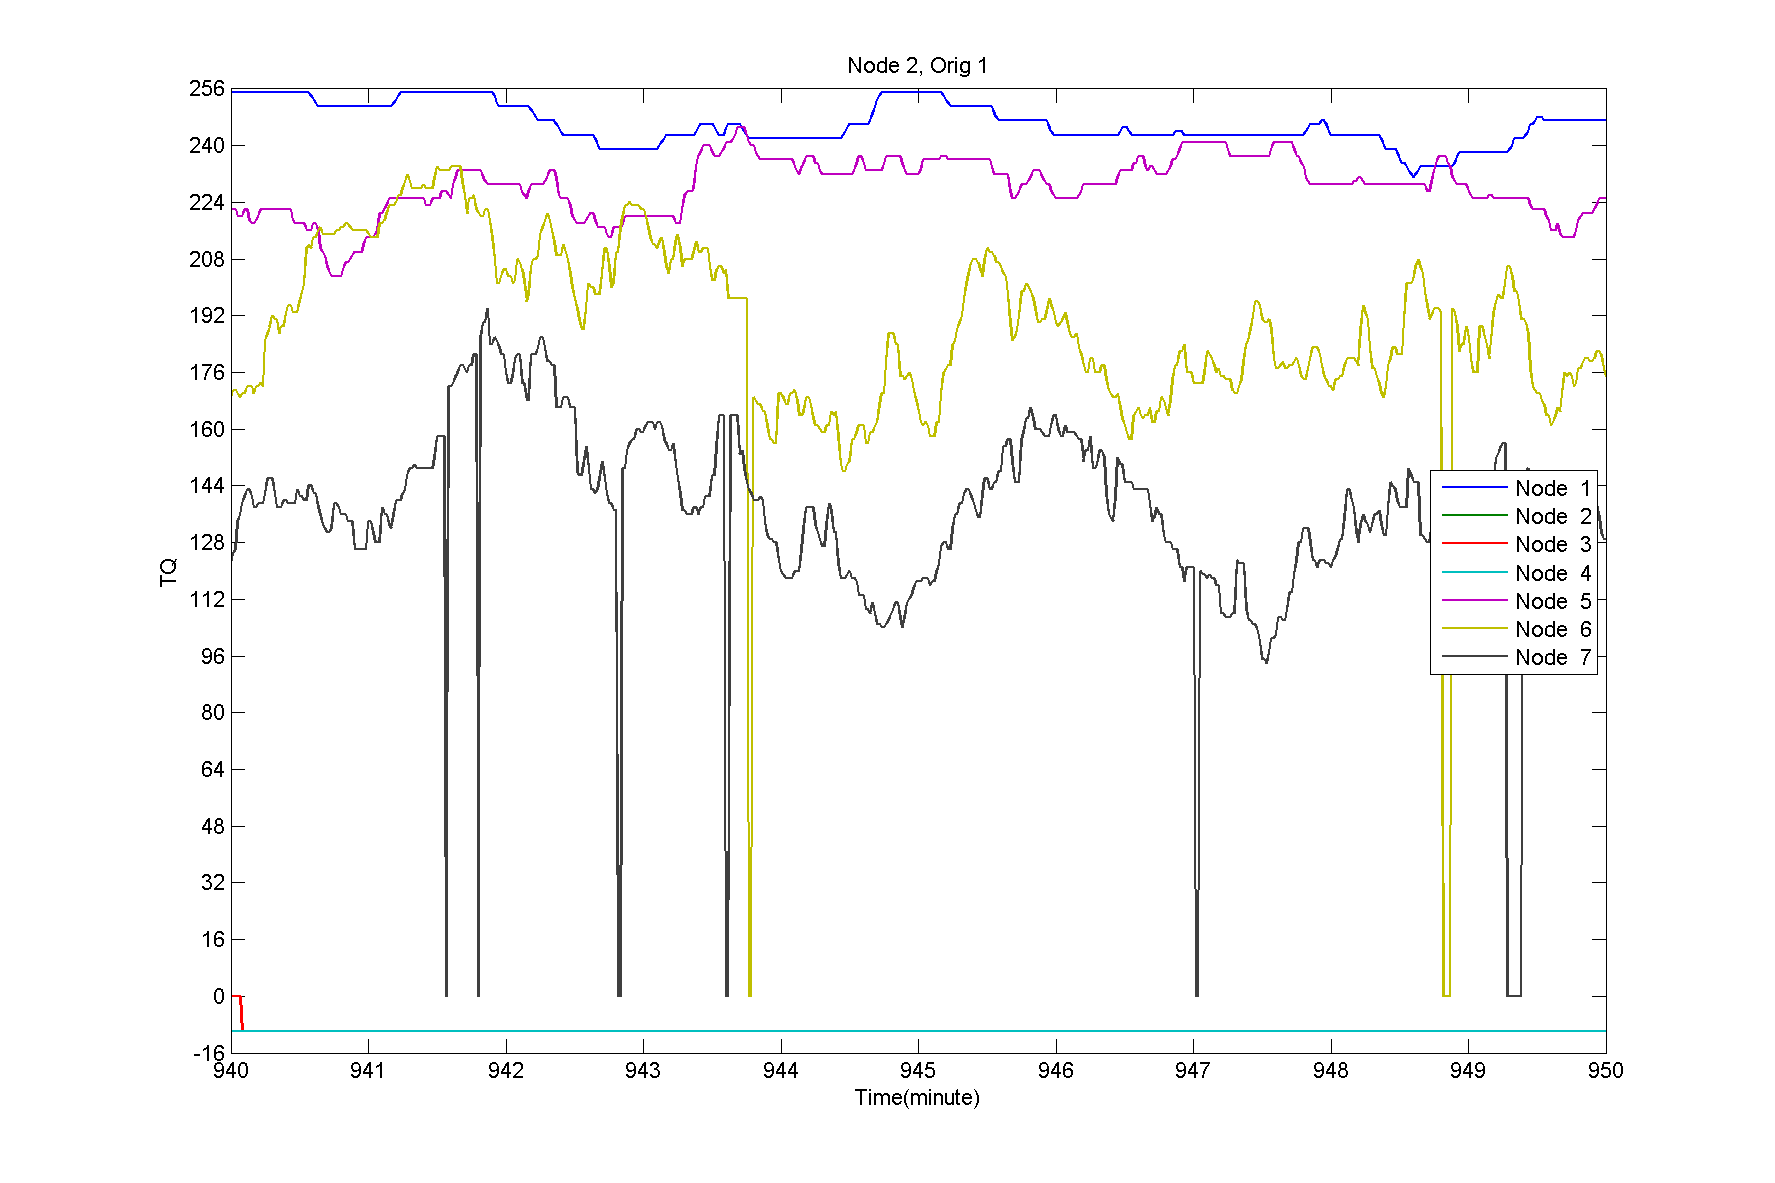 Node 2, Orig 1
256
240
224
208
192
176
160
144
128
112
96
80
64
48
32
16
0
-16
TQ
Node 1
Node 2
Node 3
Node 4
Node 5
Node 6
Node 7
940 941 942 943 944 945 946 947 948 949 950
Time(minute)